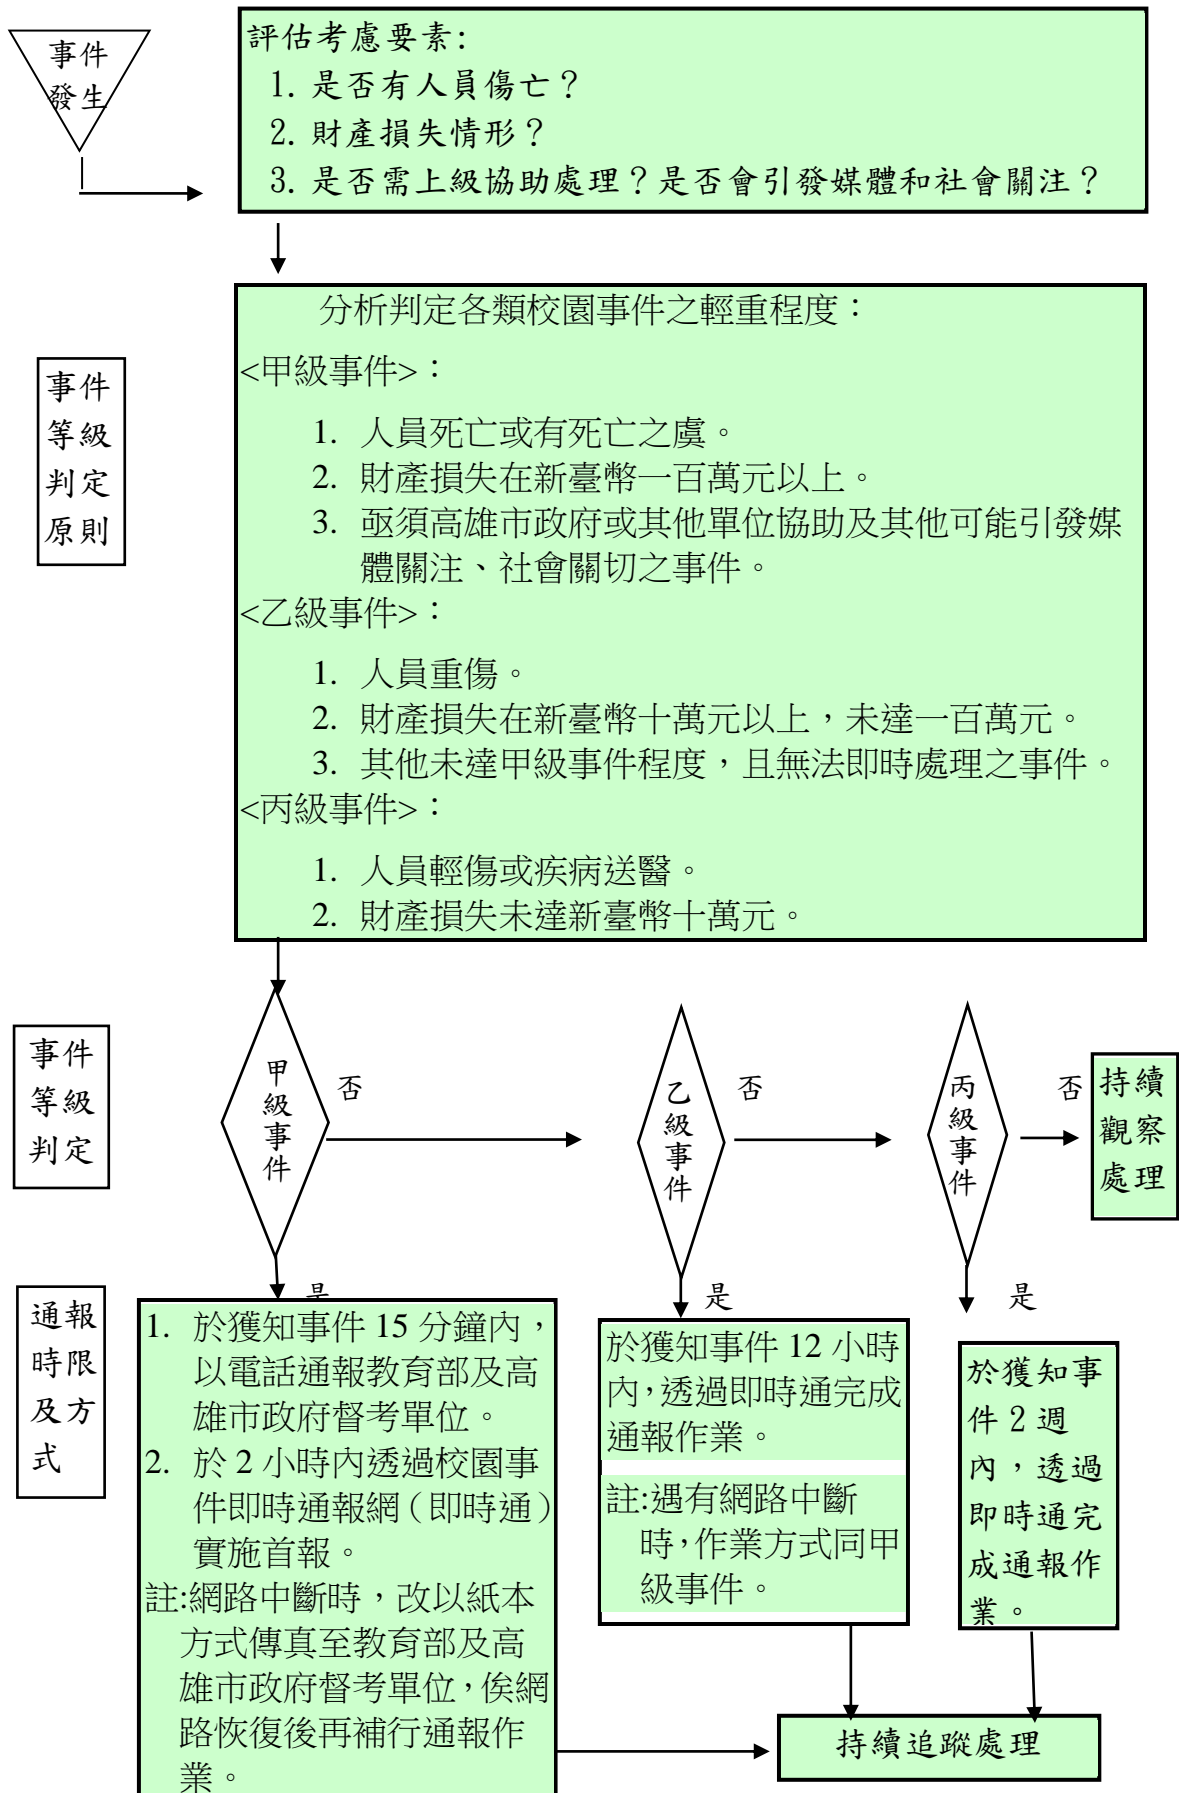 事件
發生
評估考慮要素:
1. 是否有人員傷亡？
2. 財產損失情形？
3. 是否需上級協助處理？是否會引發媒體和社會關注？
事件
等級
判定
原則
分析判定各類校園事件之輕重程度：
<甲級事件>：
1. 人員死亡或有死亡之虞。
2. 財產損失在新臺幣一百萬元以上。
3. 亟須高雄市政府或其他單位協助及其他可能引發媒
體關注、社會關切之事件。
<乙級事件>：
1. 人員重傷。
2. 財產損失在新臺幣十萬元以上，未達一百萬元。
3. 其他未達甲級事件程度，且無法即時處理之事件。
<丙級事件>：
1. 人員輕傷或疾病送醫。
2. 財產損失未達新臺幣十萬元。
事件
等級
判定
甲級事件
否
乙級事件
否
丙級事件
否
持續
觀察
處理
是
是
是
通報
時限
及方
式
1. 於獲知事件 15 分鐘內，
以電話通報教育部及高
雄市政府督考單位。
2. 於 2 小時內透過校園事
件即時通報網（即時通）
實施首報。
註:網路中斷時，改以紙本
方式傳真至教育部及高
雄市政府督考單位，俟網
路恢復後再補行通報作
業。
於獲知事件 12 小時
內，透過即時通完成
通報作業。
註:遇有網路中斷
時，作業方式同甲
級事件。
於獲知事
件 2 週
內，透過
即時通完
成通報作
業。
持續追蹤處理